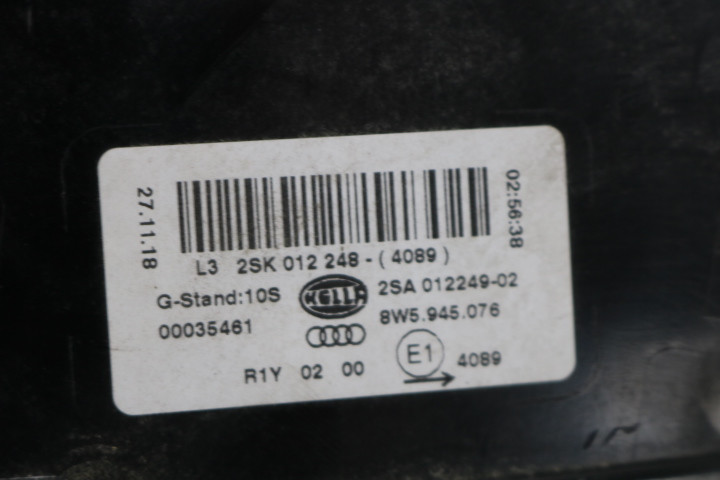 27.11.18
02:56:38
L3 2SK 012 248-(4089)
G-Stand:10S HELLA 2SA 012249-02
00035461 8W5.945.076
R1Y 02 00 E1 4089